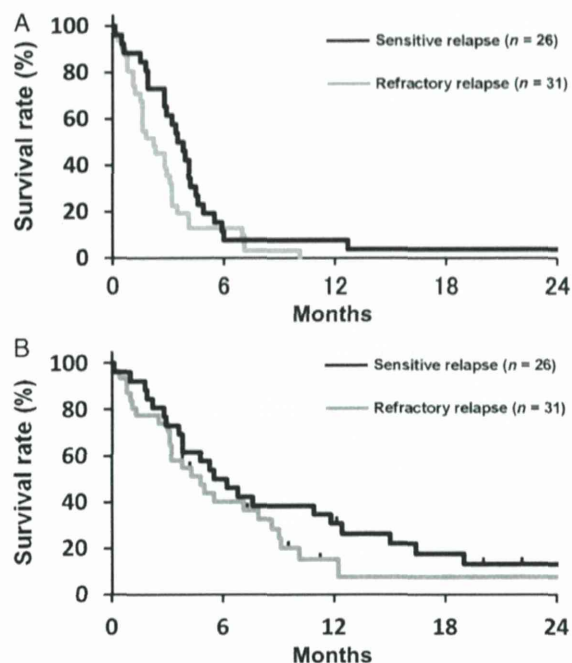 A
Survival rate (%)
100
80
60
40
20
0
Sensitive relapse (n = 26)
Refractory relapse (n = 31)
0 6 12 18 24
Months
B
Survival rate (%)
100
80
60
40
20
0
Sensitive relapse (n = 26)
Refractory relapse (n = 31)
0 6 12 18 24
Months